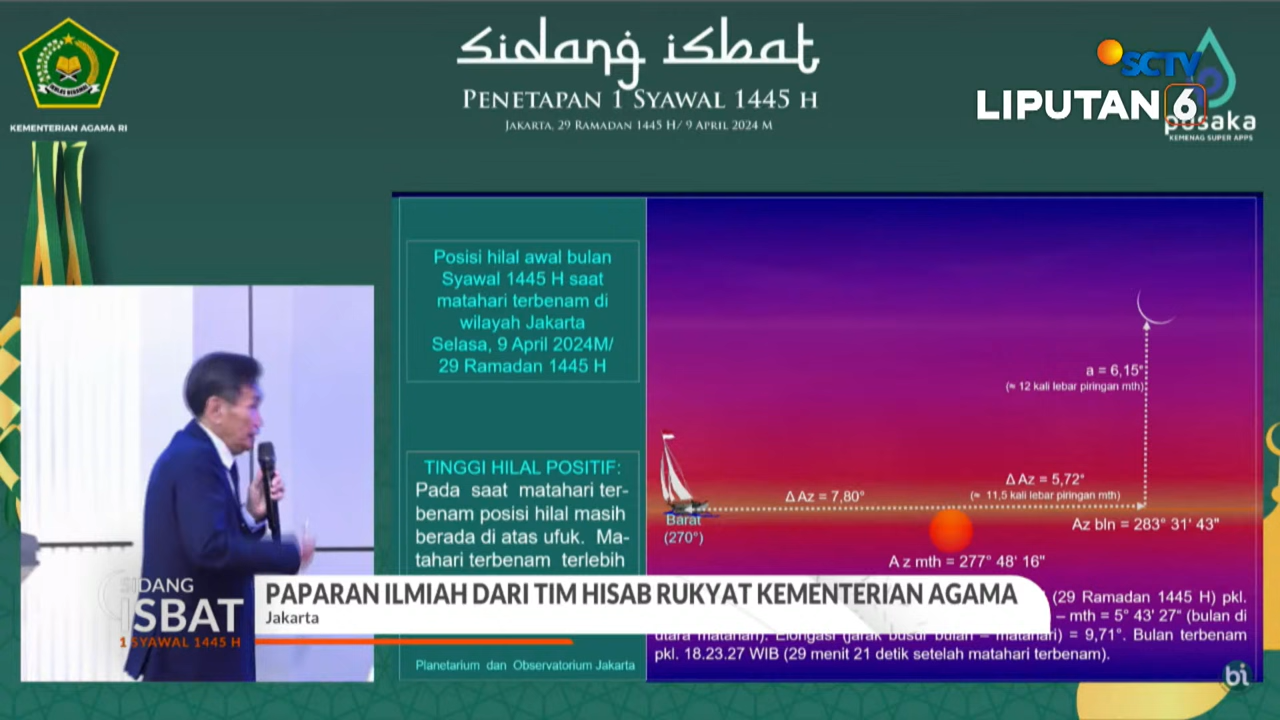 KEMENTERIAN AGAMA RI
sidang isbat
PENETAPAN 1 SYAWAL 1445 H
JAKARTA, 29 RAMADAN 1445 H/ 9 APRIL 2024 M
SCTV
LIPUTAN 6
pusaka
KEMENAG SUPER APPS
Posisi hilal awal bulan
Syawal 1445 H saat
matahari terbenam di
wilayah Jakarta
Selasa, 9 April 2024M/
29 Ramadan 1445 H
TINGGI HILAL POSITIF:
Pada saat matahari ter-
benam posisi hilal masih
berada di atas ufuk. Ma-
tahari terbenam terlebih
Planetarium dan Observatorium Jakarta
a = 6,15°
(≈ 12 kali lebar piringan mth)
Δ Az = 7,80°
Δ Az = 5,72°
(≈ 11,5 kali lebar piringan mth)
Barat
(270°)
Az bln = 283° 31' 43"
A z mth = 277° 48' 16"
(29 Ramadan 1445 H) pkl.
– mth = 5° 43' 27" (bulan di
utara matahari). Elongasi (jarak busur bulan – matahari) = 9,71°. Bulan terbenam
pkl. 18.23.27 WIB (29 menit 21 detik setelah matahari terbenam).
SIDANG
ISBAT
1 SYAWAL 1445 H
PAPARAN ILMIAH DARI TIM HISAB RUKYAT KEMENTERIAN AGAMA
Jakarta
bi